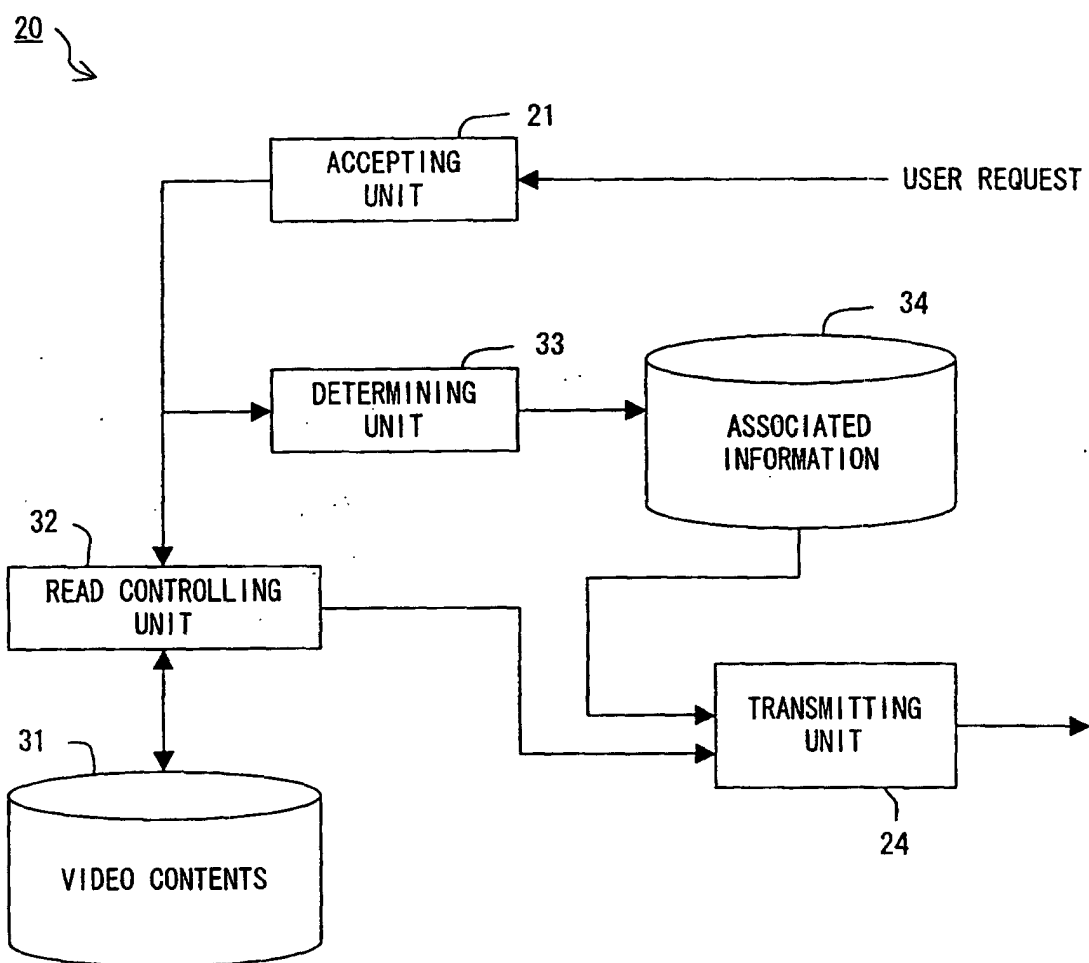 20
21
ACCEPTING
UNIT
USER REQUEST
34
33
DETERMINING
UNIT
ASSOCIATED
INFORMATION
32
READ CONTROLLING
UNIT
TRANSMITTING
UNIT
31
24
VIDEO CONTENTS